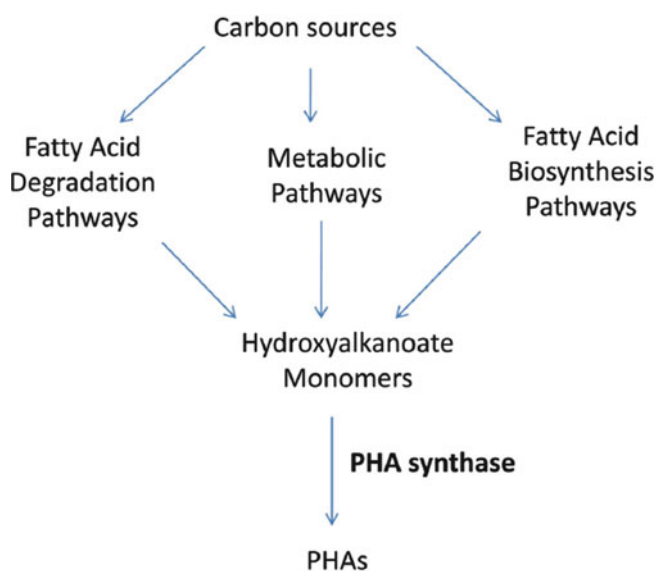 Carbon sources
Fatty Acid
Degradation
Pathways
Metabolic
Pathways
Fatty Acid
Biosynthesis
Pathways
Hydroxyalkanoate
Monomers
PHA synthase
PHAs